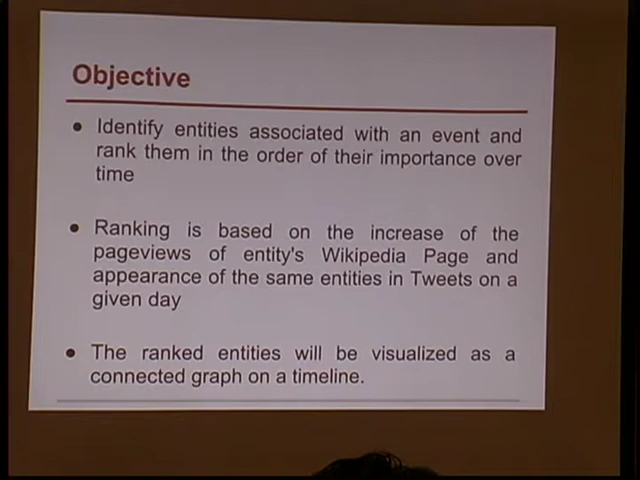 Objective
● Identify entities associated with an event and
rank them in the order of their importance over
time
● Ranking is based on the increase of the
pageviews of entity's Wikipedia Page and
appearance of the same entities in Tweets on a
given day
● The ranked entities will be visualized as a
connected graph on a timeline.